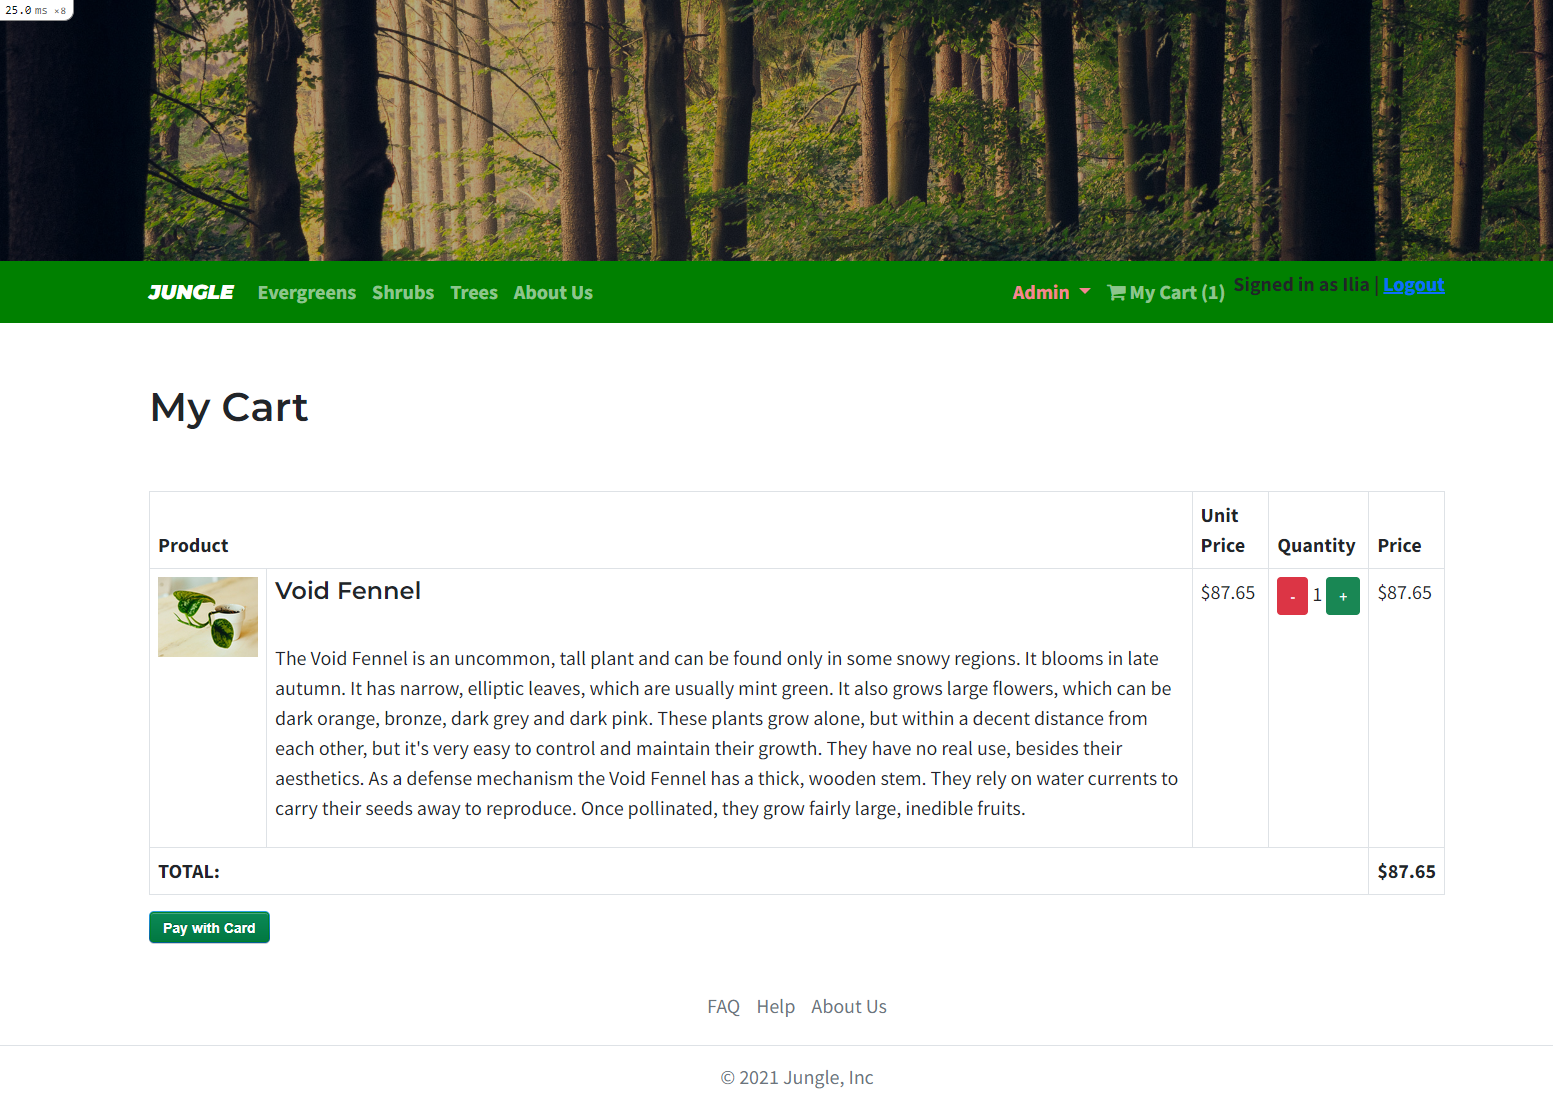 25.0 ms ×8
JUNGLE Evergreens Shrubs Trees About Us Admin My Cart (1) Signed in as Ilia | Logout
My Cart
Product Unit Price Quantity Price
Void Fennel $87.65 - 1 + $87.65
The Void Fennel is an uncommon, tall plant and can be found only in some snowy regions. It blooms in late
autumn. It has narrow, elliptic leaves, which are usually mint green. It also grows large flowers, which can be
dark orange, bronze, dark grey and dark pink. These plants grow alone, but within a decent distance from
each other, but it's very easy to control and maintain their growth. They have no real use, besides their
aesthetics. As a defense mechanism the Void Fennel has a thick, wooden stem. They rely on water currents to
carry their seeds away to reproduce. Once pollinated, they grow fairly large, inedible fruits.
TOTAL: $87.65
Pay with Card
FAQ Help About Us
© 2021 Jungle, Inc